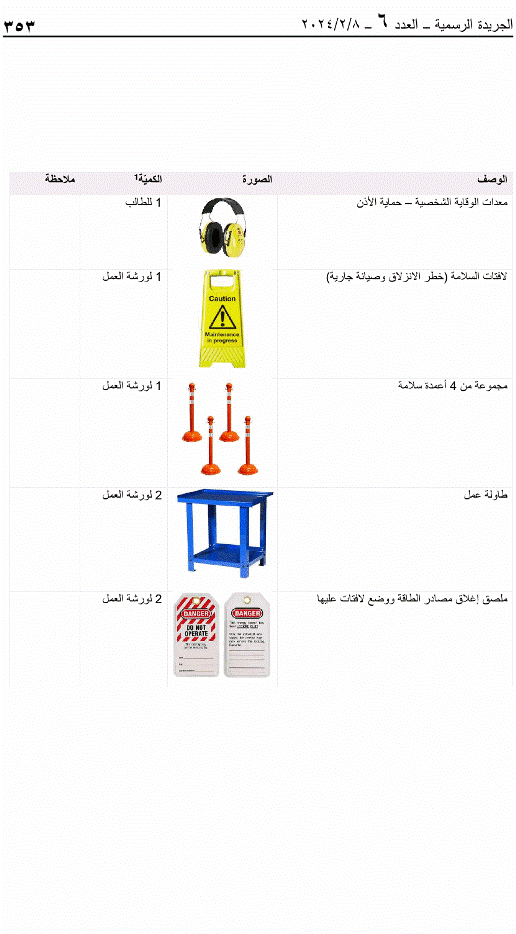 الجريدة الرسمية – العدد ٦ – ٢٠٢٤/٢/٨ ٣٥٣
الوصف الصورة الكميّة¹ ملاحظة
معدات الوقاية الشخصية – حماية الأذن 1 للطالب
لافتات السلامة (خطر الانزلاق وصيانة جارية) 1 لورشة العمل
Caution
Maintenance
in progress
مجموعة من 4 أعمدة سلامة 1 لورشة العمل
طاولة عمل 2 لورشة العمل
ملصق إغلاق مصادر الطاقة ووضع لافتات عليها 2 لورشة العمل
DANGER
DO NOT
OPERATE
DANGER